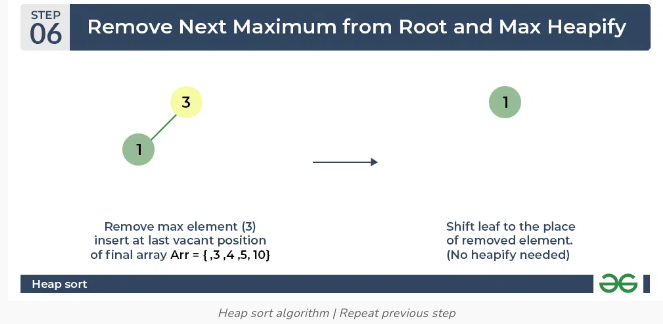 STEP
06
Remove Next Maximum from Root and Max Heapify
3
1
1
Remove max element (3)
insert at last vacant position
of final array Arr = { ,3 ,4 ,5, 10}
Shift leaf to the place
of removed element.
(No heapify needed)
Heap sort
Heap sort algorithm | Repeat previous step